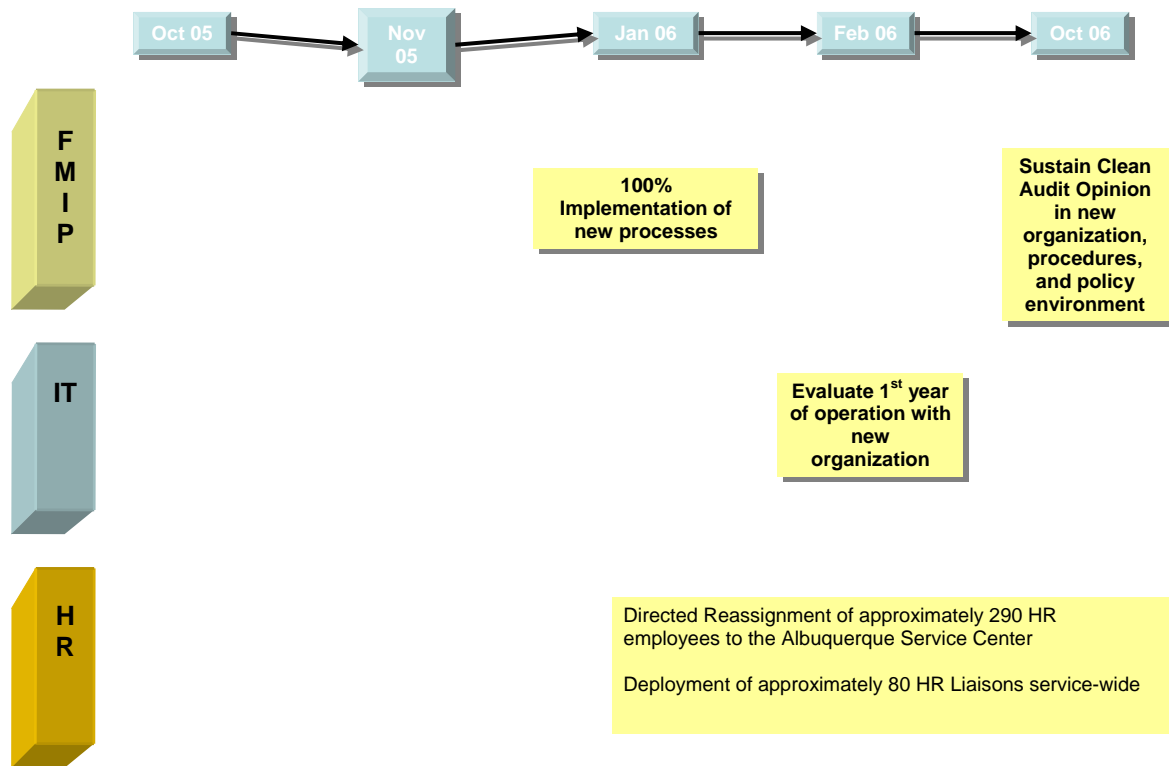 Oct 05
Nov
05
Jan 06
Feb 06
Oct 06
F
M
I
P
100%
Implementation of
new processes
Sustain Clean
Audit Opinion
in new
organization,
procedures,
and policy
environment
IT
Evaluate 1st year
of operation with
new
organization
H
R
Directed Reassignment of approximately 290 HR
employees to the Albuquerque Service Center
Deployment of approximately 80 HR Liaisons service-wide